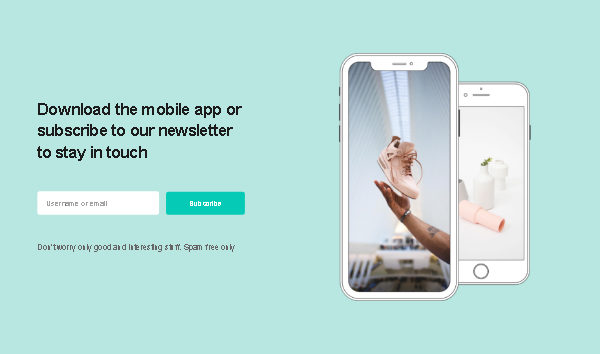 Download the mobile app or
subscribe to our newsletter
to stay in touch
Username or email
Subscribe
Don't worry only good and interesting stuff. Spam free only